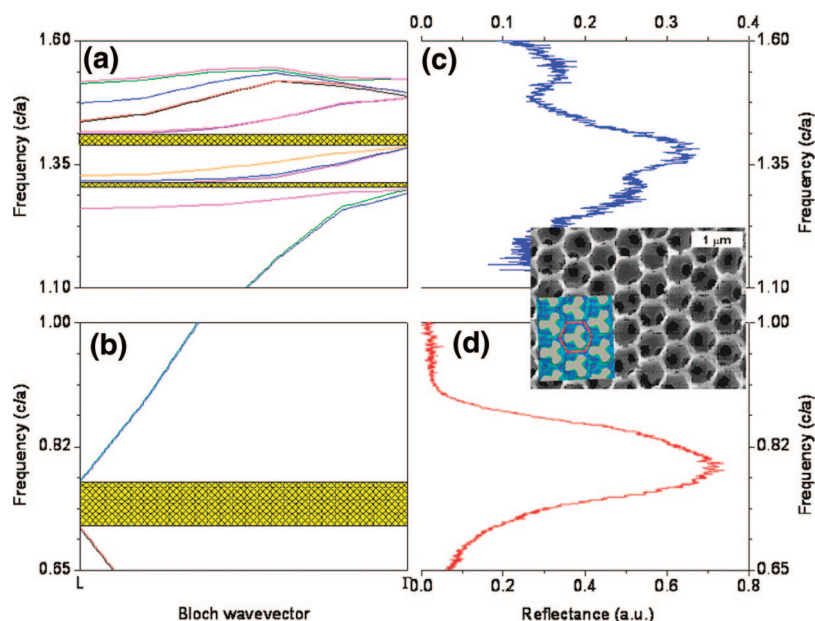 0.0 0.1 0.2 0.3 0.4
1.60
1.35
1.10
Frequency (c/a)
(a)
(c)
1.60
1.35
1.10
Frequency (c/a)
1 μm
1.00
0.82
0.65
Frequency (c/a)
(b)
(d)
1.00
0.82
0.65
Frequency (c/a)
L
Bloch wavevector
0.0 0.2 0.4 0.6 0.8
Reflectance (a.u.)